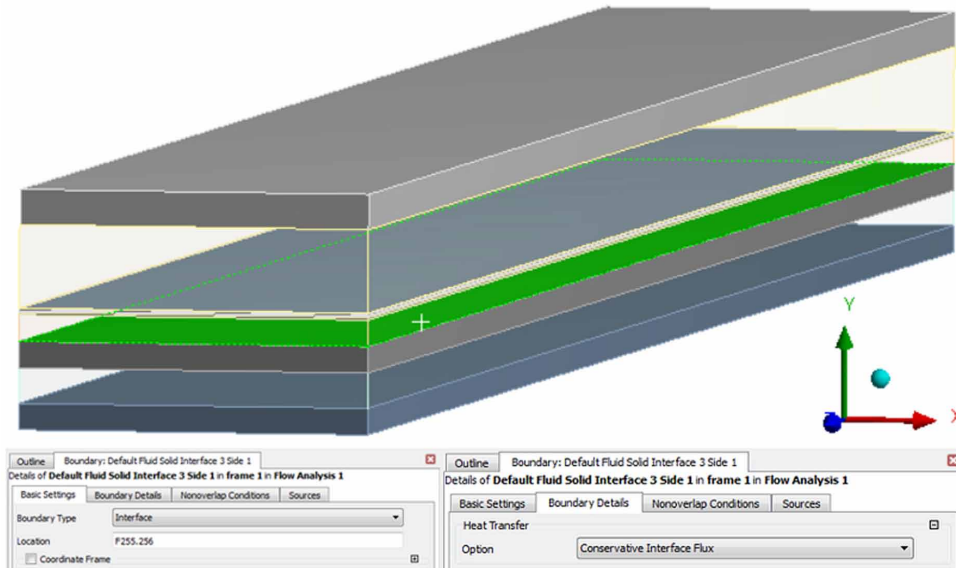 Y
X
Outline Boundary: Default Fluid Solid Interface 3 Side 1
Details of Default Fluid Solid Interface 3 Side 1 in frame 1 in Flow Analysis 1
Basic Settings Boundary Details Nonoverlap Conditions Sources
Boundary Type Interface
Location F255.256
Coordinate Frame
Outline Boundary: Default Fluid Solid Interface 3 Side 1
Details of Default Fluid Solid Interface 3 Side 1 in frame 1 in Flow Analysis 1
Basic Settings Boundary Details Nonoverlap Conditions Sources
Heat Transfer
Option Conservative Interface Flux